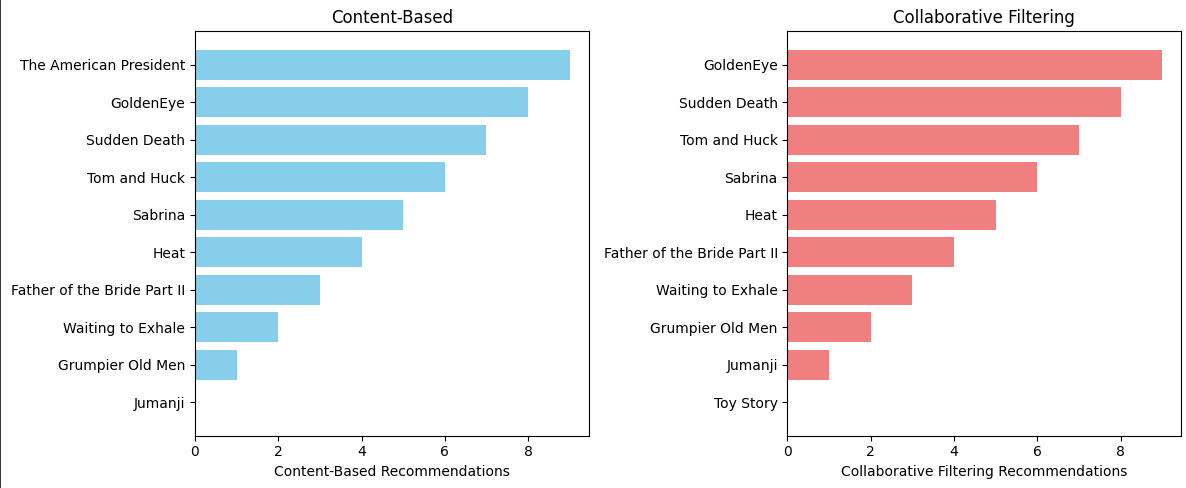 Content-Based
The American President
GoldenEye
Sudden Death
Tom and Huck
Sabrina
Heat
Father of the Bride Part II
Waiting to Exhale
Grumpier Old Men
Jumanji
0 2 4 6 8
Content-Based Recommendations
Collaborative Filtering
GoldenEye
Sudden Death
Tom and Huck
Sabrina
Heat
Father of the Bride Part II
Waiting to Exhale
Grumpier Old Men
Jumanji
Toy Story
0 2 4 6 8
Collaborative Filtering Recommendations